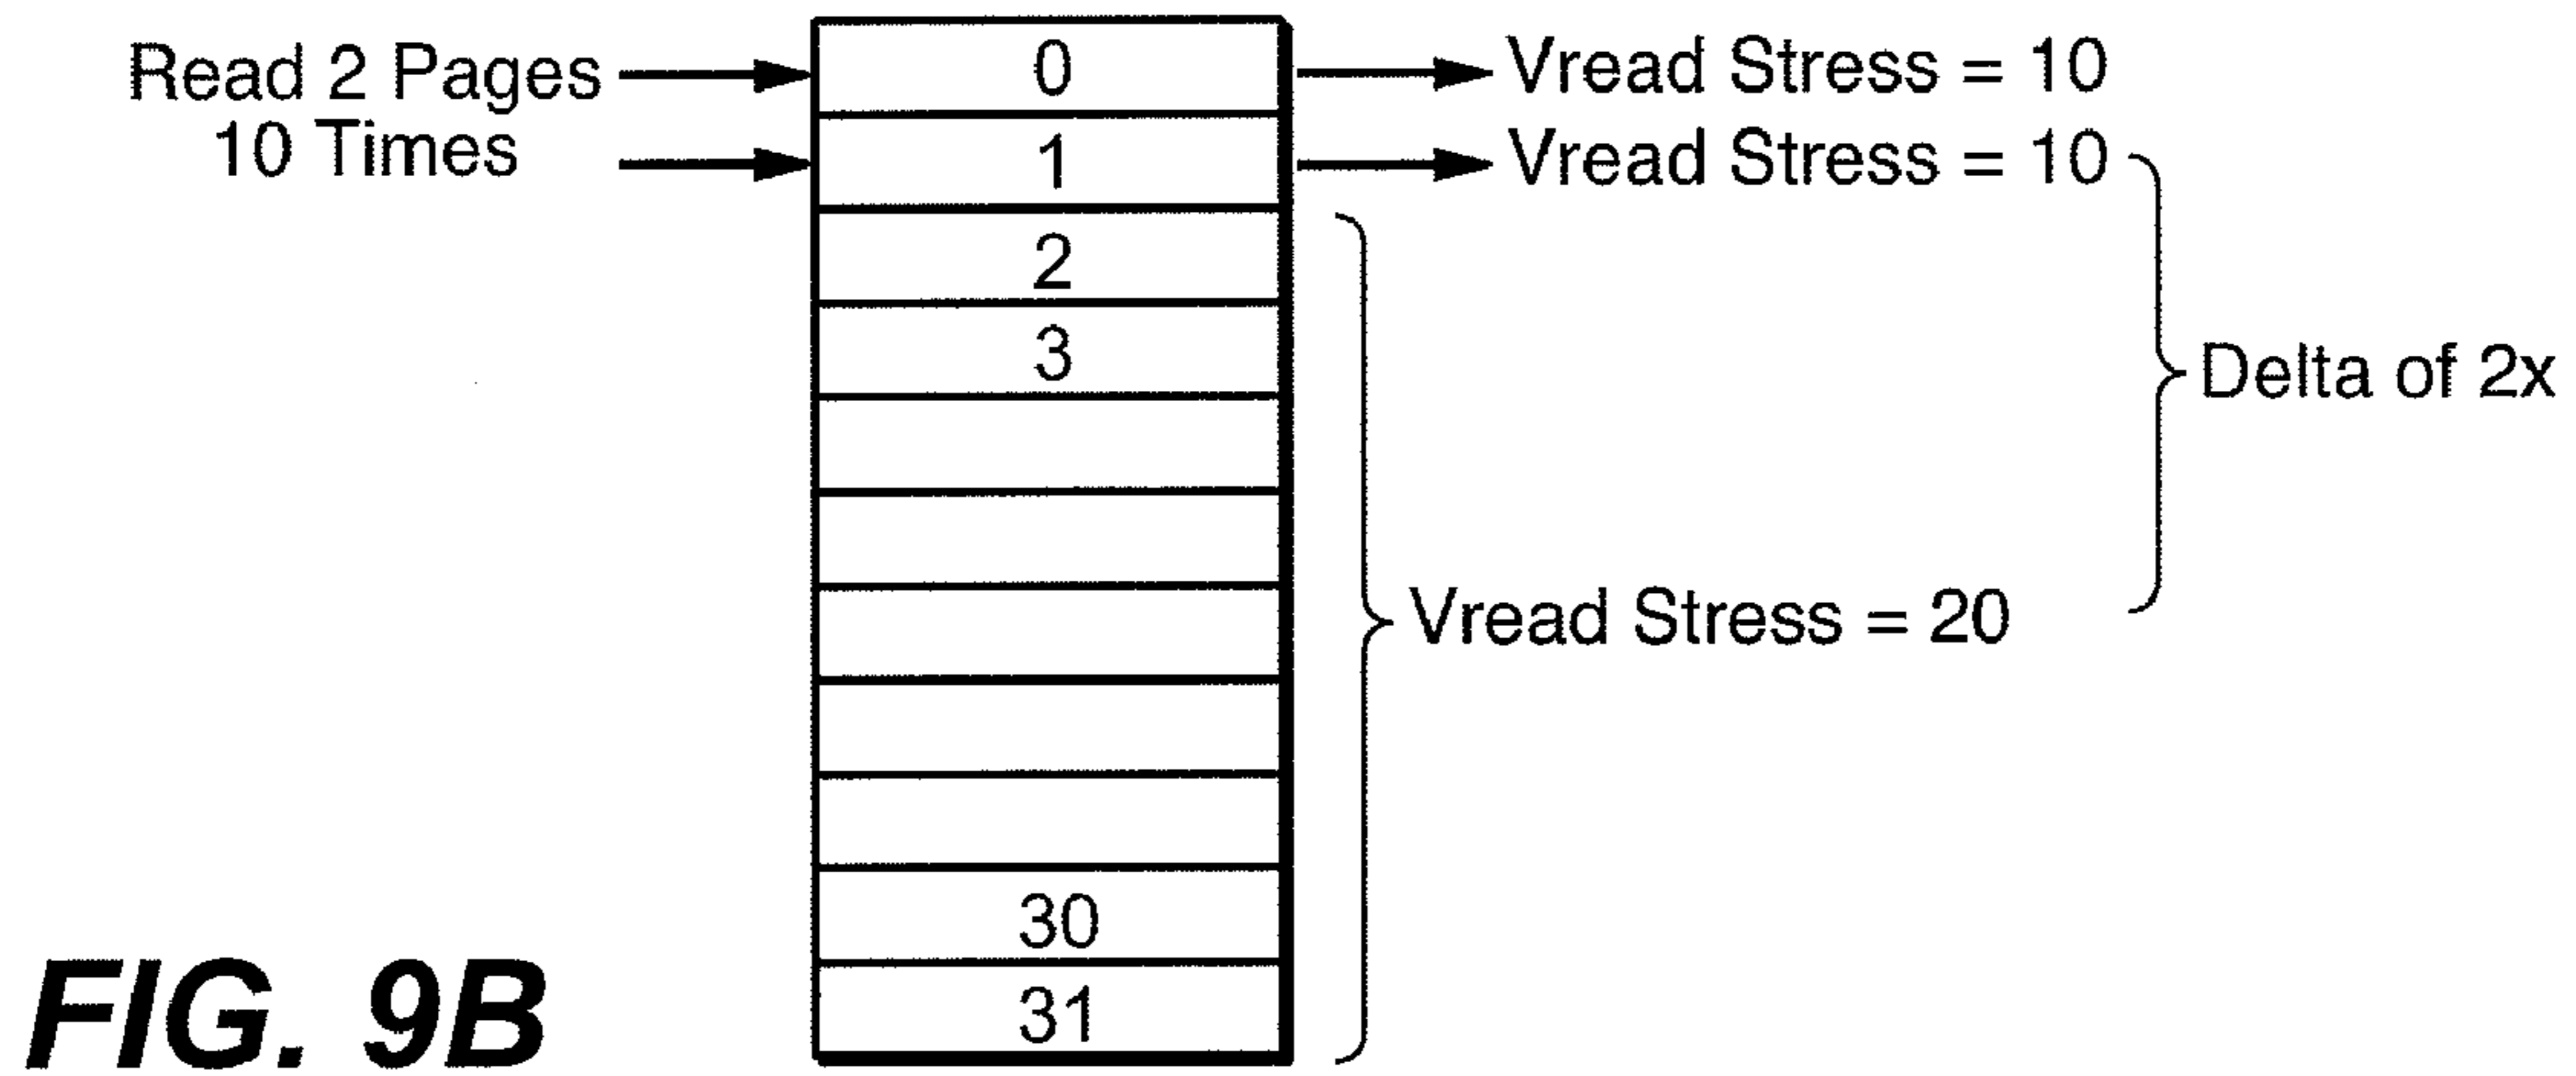 Read 2 Pages
10 Times
0
Vread Stress = 10
1
Vread Stress = 10
2
3
Delta of 2x
Vread Stress = 20
30
31
FIG. 9B